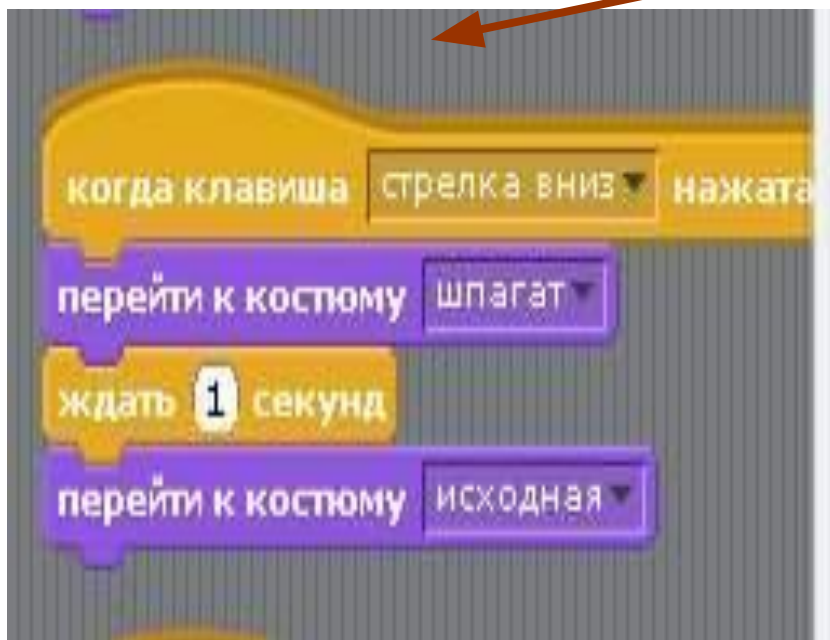 когда клавиша стрелка вниз нажата
перейти к костюму шпагат
ждать 1 секунд
перейти к костюму исходная